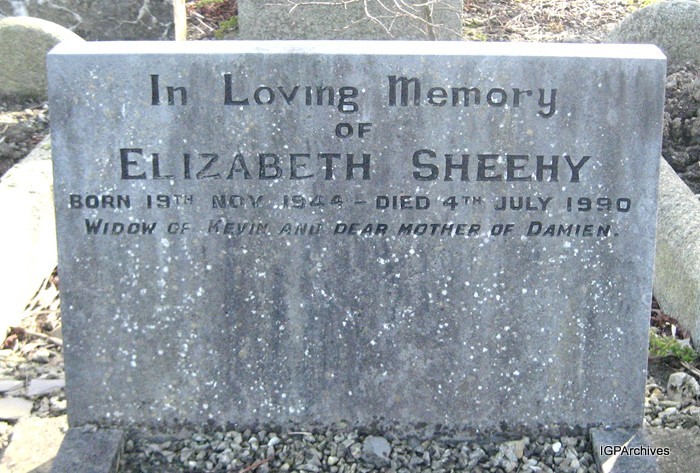 In Loving Memory
OF
ELIZABETH SHEEHY
BORN 19TH NOV. 1944 - DIED 4TH JULY 1990
WIDOW OF KEVIN AND DEAR MOTHER OF DAMIEN.
IGPArchives